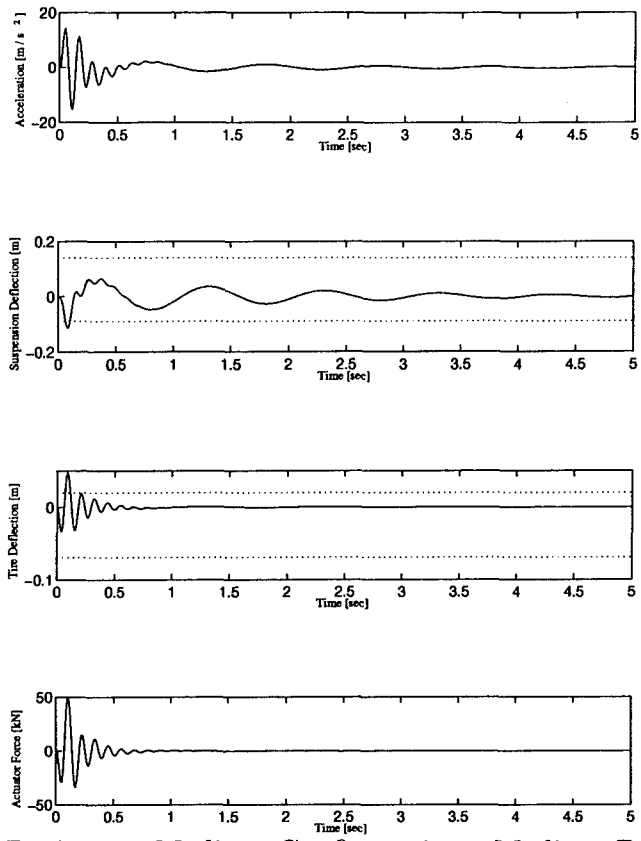 20
0
-20
Acceleration [m / s 2 ]
0 0.5 1 1.5 2 2.5 3 3.5 4 4.5 5
Time [sec]
0.2
0
-0.2
Suspension Deflection [m]
0 0.5 1 1.5 2 2.5 3 3.5 4 4.5 5
Time [sec]
0
-0.1
Tire Deflection [m]
0 0.5 1 1.5 2 2.5 3 3.5 4 4.5 5
Time [sec]
50
0
-50
Actuator Force [kN]
0 0.5 1 1.5 2 2.5 3 3.5 4 4.5 5
Time [sec]